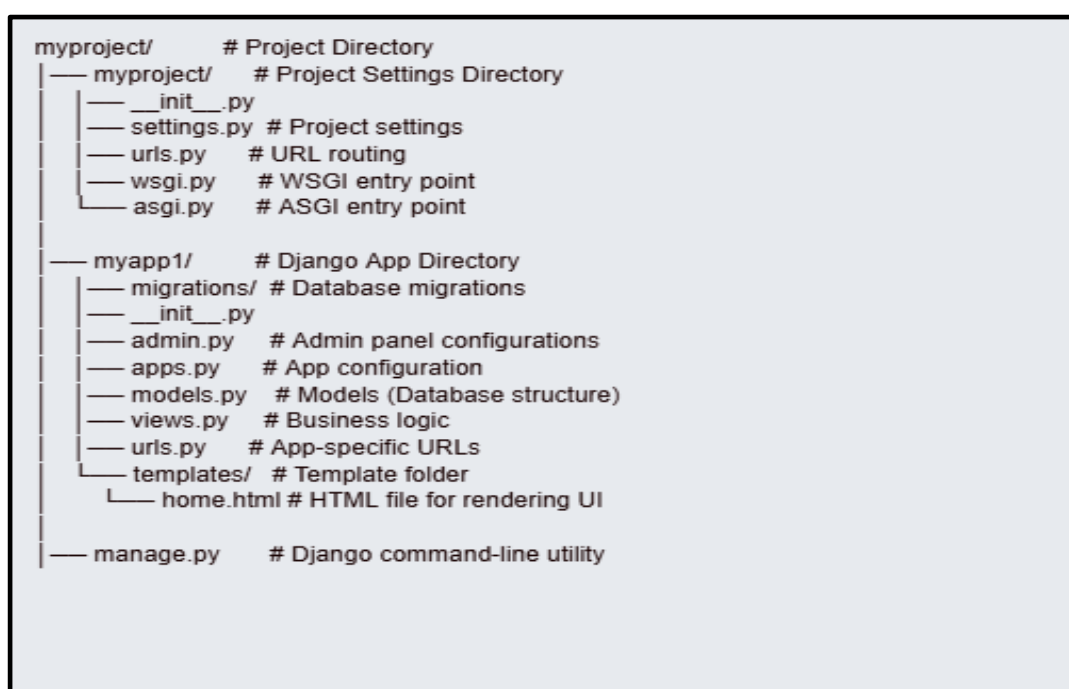 myproject/ # Project Directory
│── myproject/ # Project Settings Directory
│ │── __init__.py
│ │── settings.py # Project settings
│ │── urls.py # URL routing
│ │── wsgi.py # WSGI entry point
│ └── asgi.py # ASGI entry point
│
│── myapp1/ # Django App Directory
│ │── migrations/ # Database migrations
│ │── __init__.py
│ │── admin.py # Admin panel configurations
│ │── apps.py # App configuration
│ │── models.py # Models (Database structure)
│ │── views.py # Business logic
│ │── urls.py # App-specific URLs
│ └── templates/ # Template folder
│ └── home.html # HTML file for rendering UI
│
│── manage.py # Django command-line utility